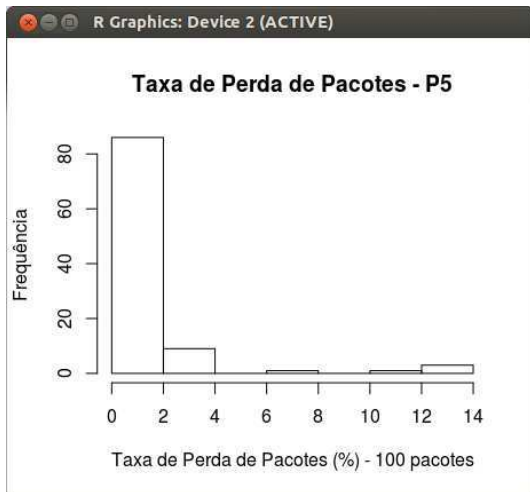 R Graphics: Device 2 (ACTIVE)
Taxa de Perda de Pacotes - P5
Frequência
80
60
40
20
0
0 2 4 6 8 10 12 14
Taxa de Perda de Pacotes (%) - 100 pacotes